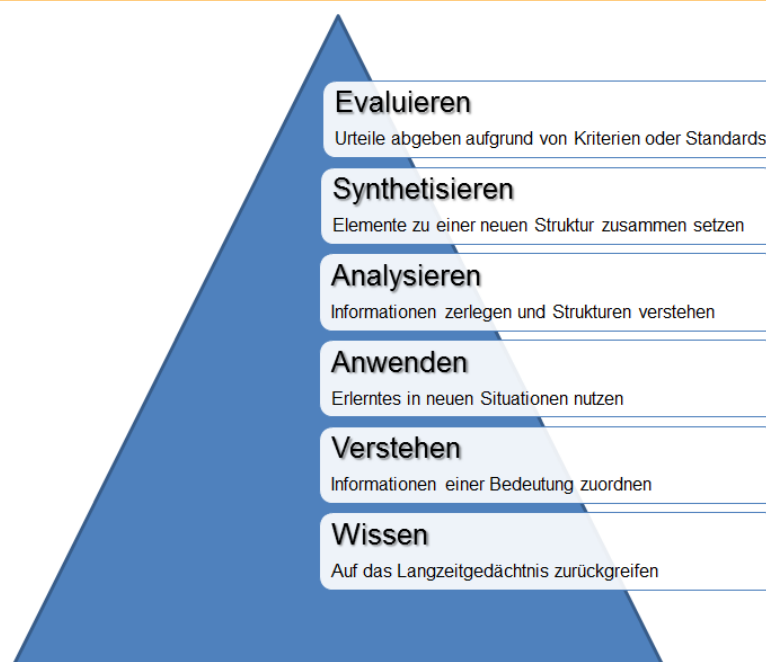 Evaluieren
Urteile abgeben aufgrund von Kriterien oder Standards
Synthetisieren
Elemente zu einer neuen Struktur zusammen setzen
Analysieren
Informationen zerlegen und Strukturen verstehen
Anwenden
Erlerntes in neuen Situationen nutzen
Verstehen
Informationen einer Bedeutung zuordnen
Wissen
Auf das Langzeitgedächtnis zurückgreifen